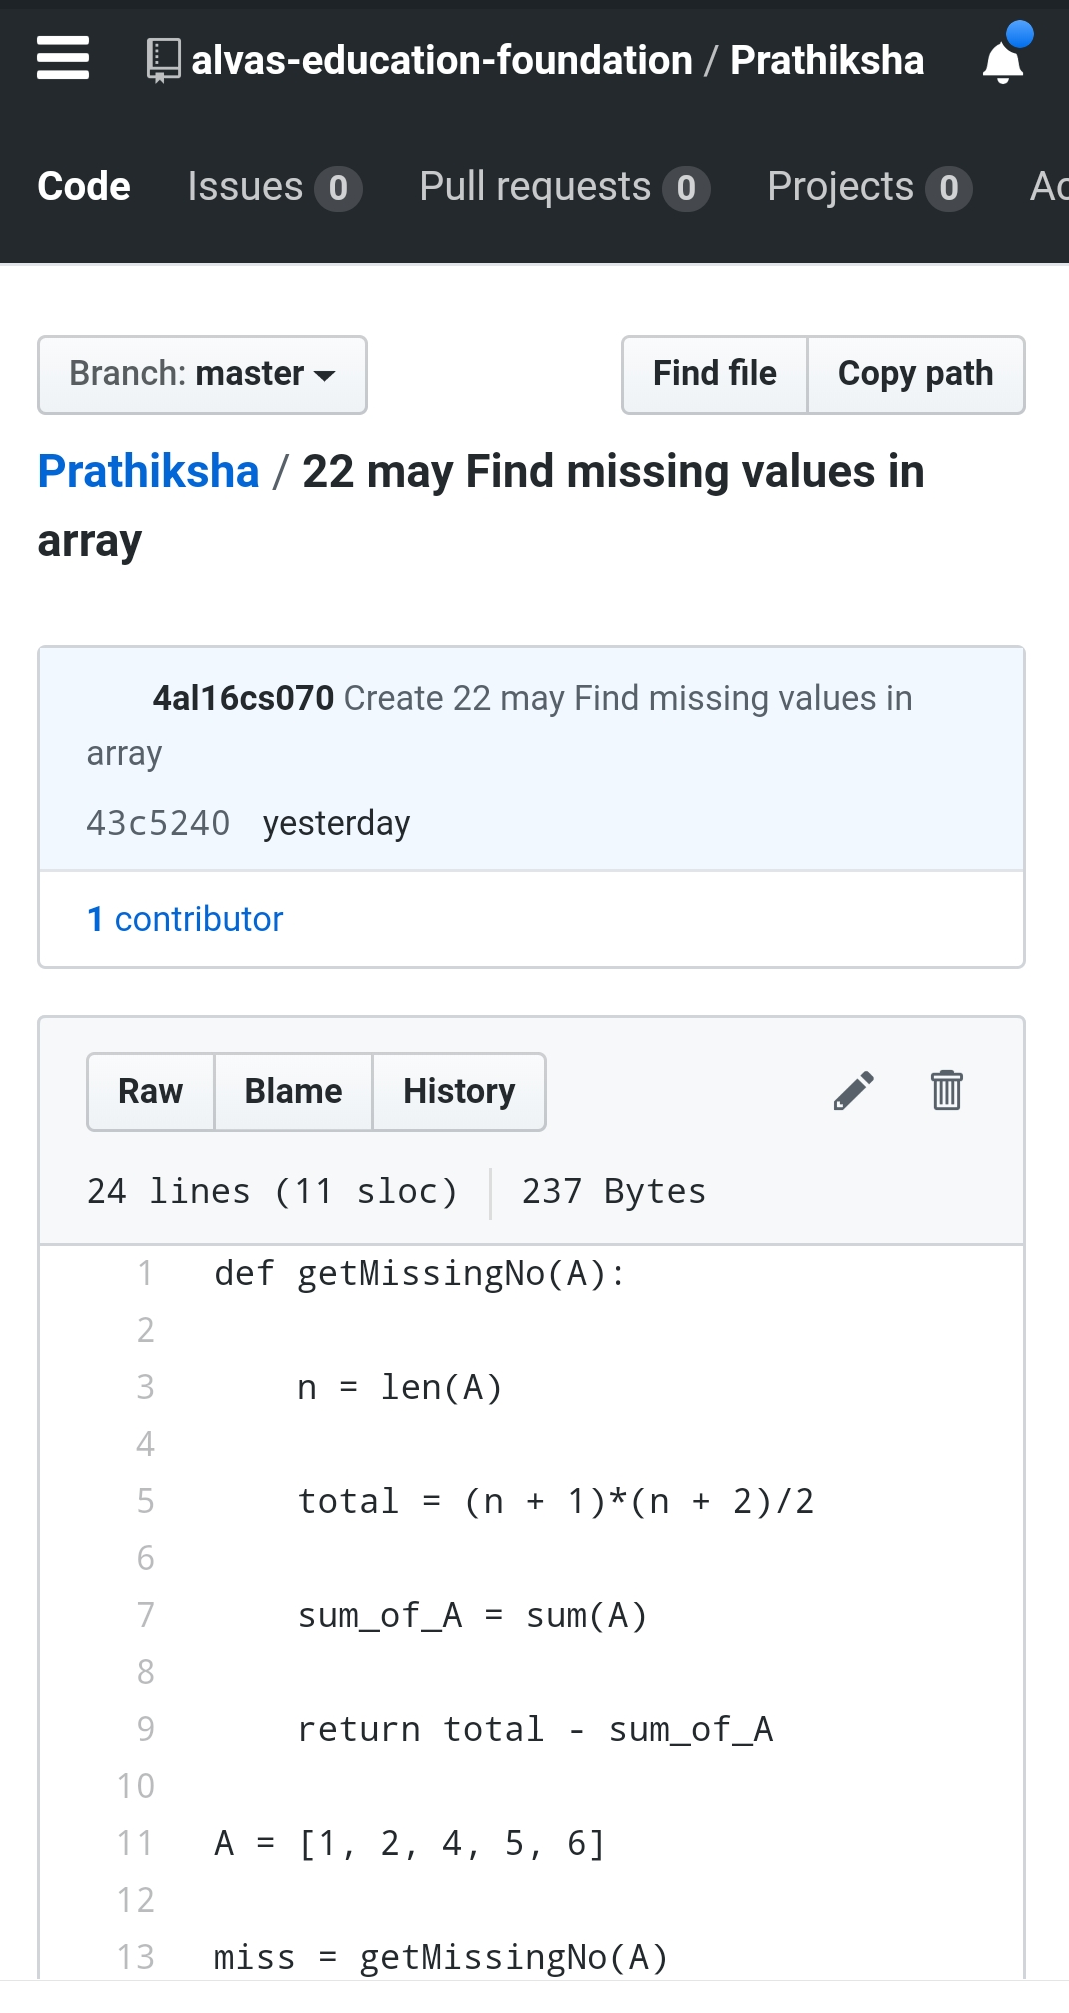 alvas-education-foundation / Prathiksha
Code Issues 0 Pull requests 0 Projects 0 Ac
Branch: master Find file Copy path
Prathiksha / 22 may Find missing values in
array
4al16cs070 Create 22 may Find missing values in
array
43c5240 yesterday
1 contributor
Raw Blame History
24 lines (11 sloc) 237 Bytes
1 def getMissingNo(A):
2
3 n = len(A)
4
5 total = (n + 1)*(n + 2)/2
6
7 sum_of_A = sum(A)
8
9 return total - sum_of_A
10
11 A = [1, 2, 4, 5, 6]
12
13 miss = getMissingNo(A)